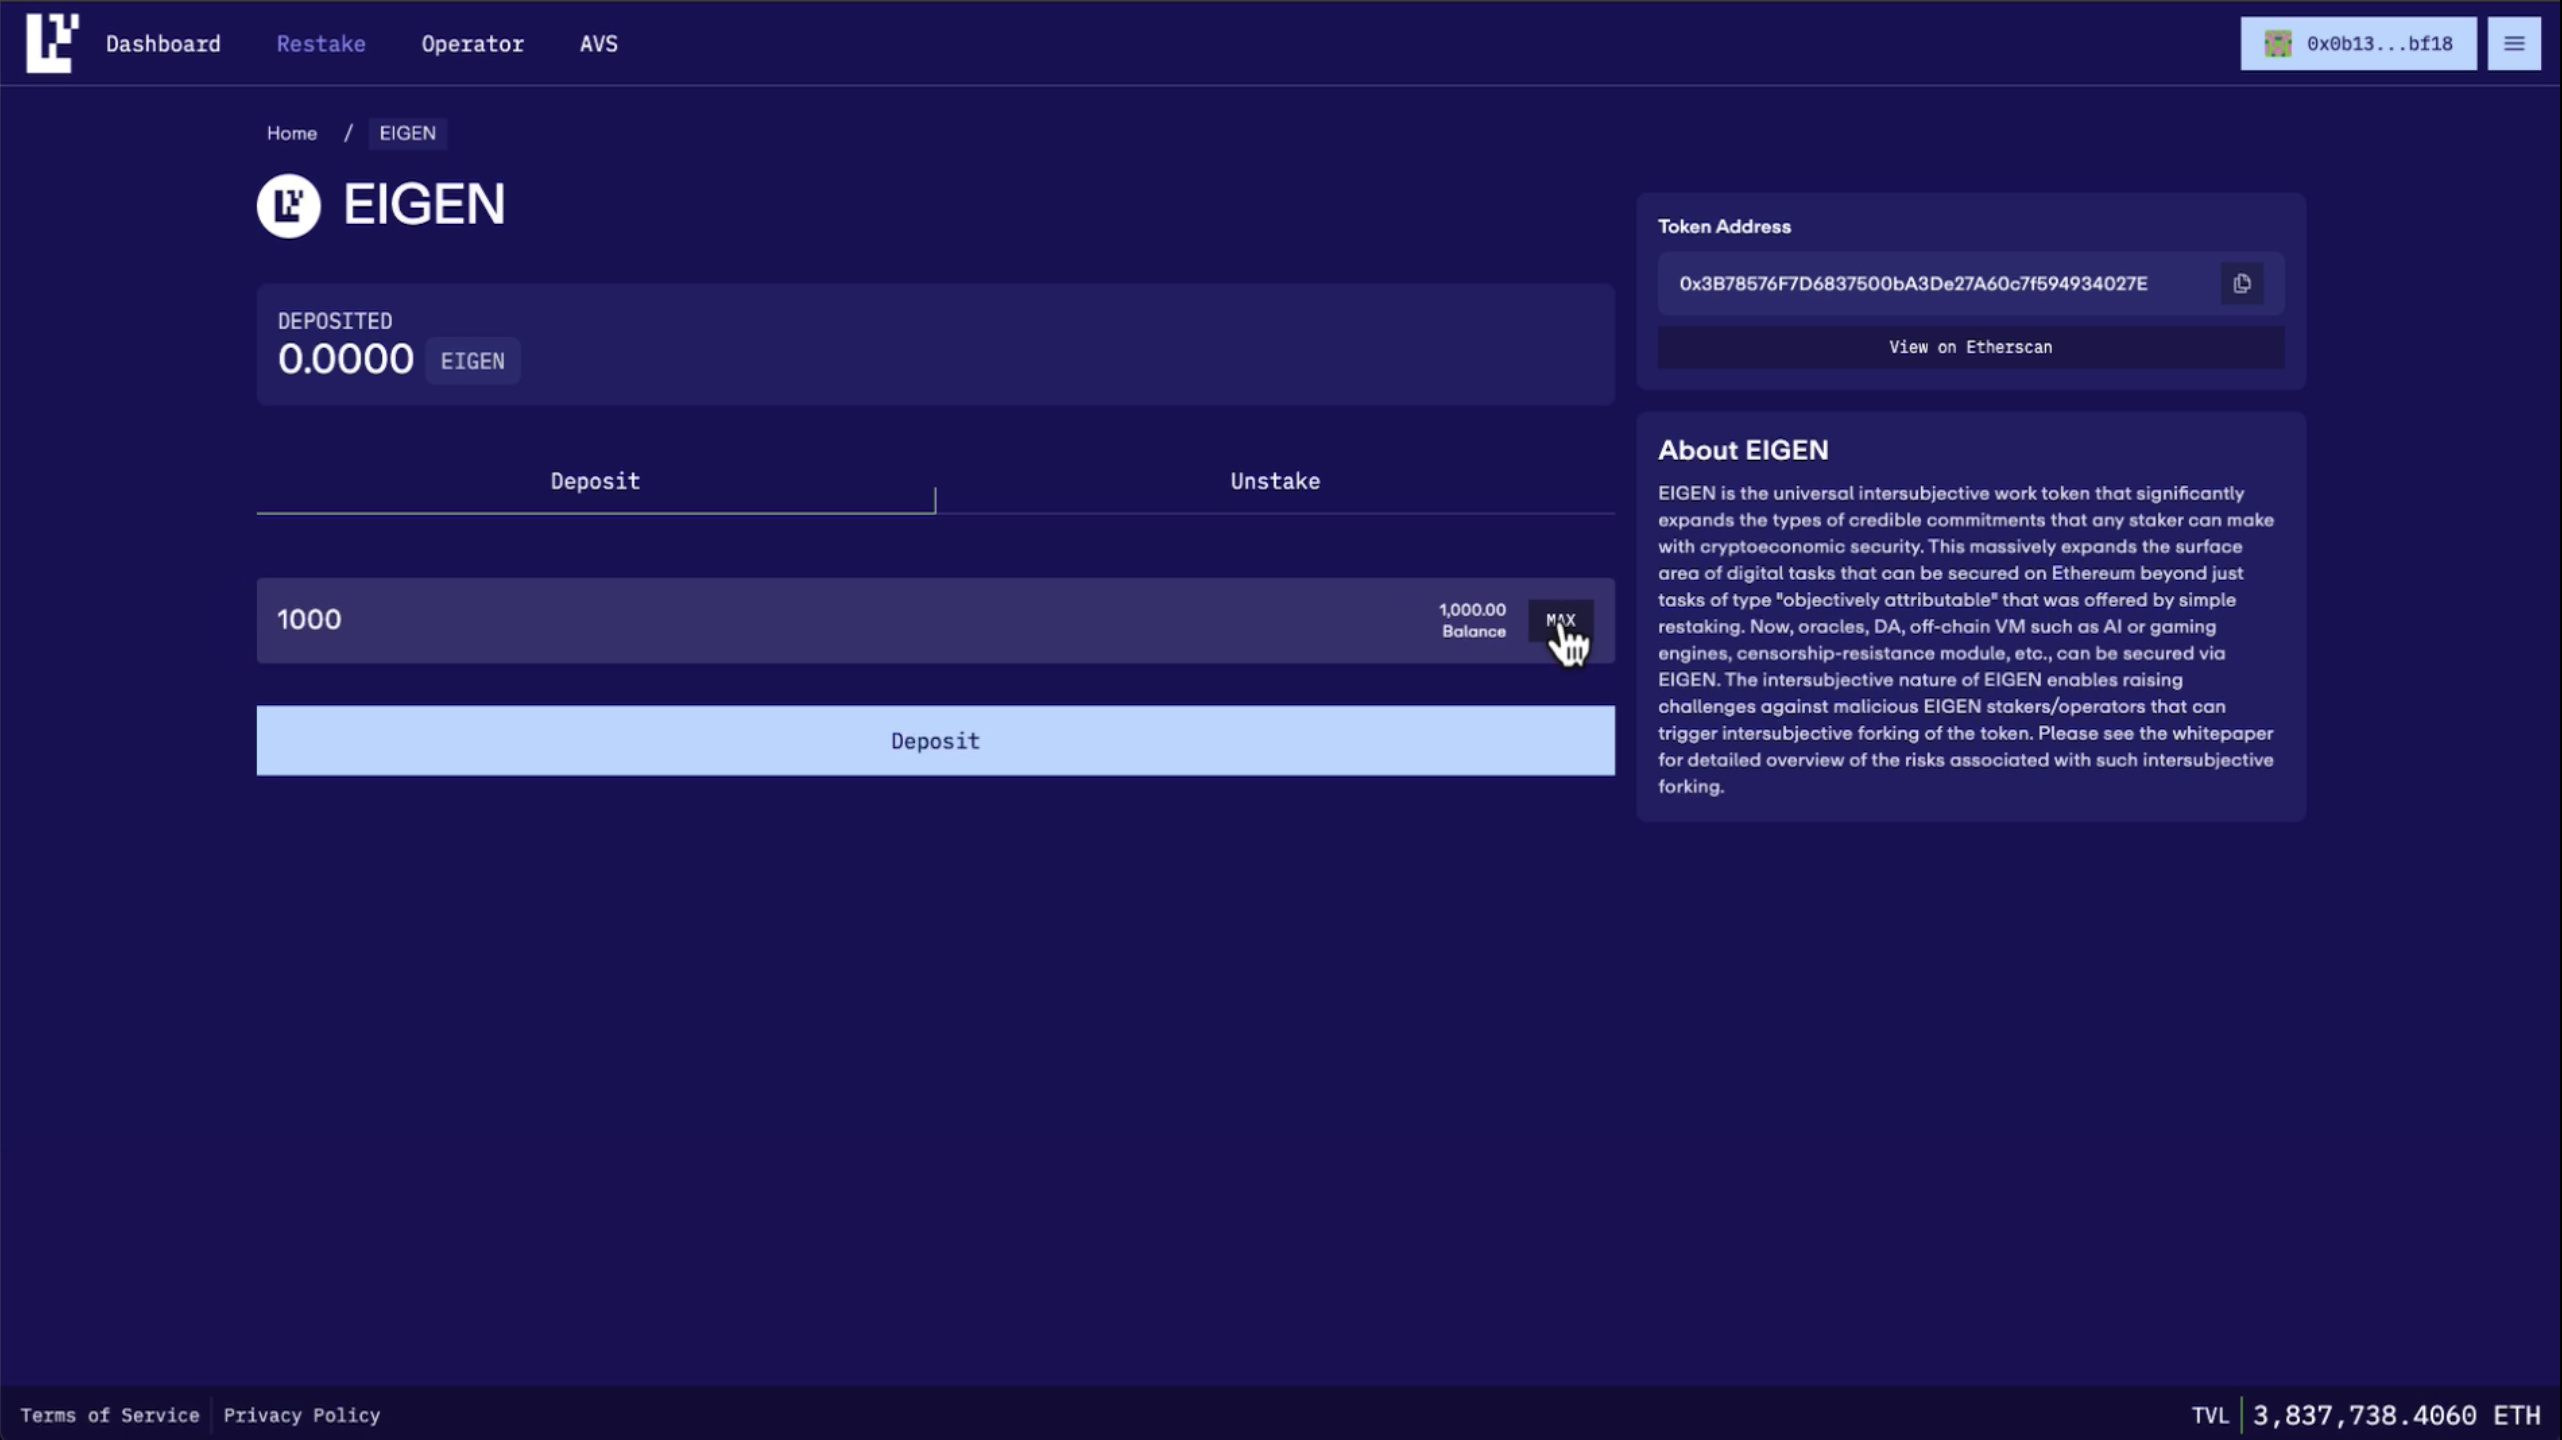 Dashboard
Restake
Operator
AVS
0x0b13...bf18
Home / EIGEN
EIGEN
DEPOSITED
0.0000 EIGEN
Deposit
Unstake
1000
1,000.00
Balance
MAX
Deposit
Token Address
0x3B78576F7D6837500bA3De27A60c7f594934027E
View on Etherscan
About EIGEN
EIGEN is the universal intersubjective work token that significantly
expands the types of credible commitments that any staker can make
with cryptoeconomic security. This massively expands the surface
area of digital tasks that can be secured on Ethereum beyond just
tasks of type "objectively attributable" that was offered by simple
restaking. Now, oracles, DA, off-chain VM such as AI or gaming
engines, censorship-resistance module, etc., can be secured via
EIGEN. The intersubjective nature of EIGEN enables raising
challenges against malicious EIGEN stakers/operators that can
trigger intersubjective forking of the token. Please see the whitepaper
for detailed overview of the risks associated with such intersubjective
forking.
Terms of Service
Privacy Policy
TVL
3,837,738.4060 ETH